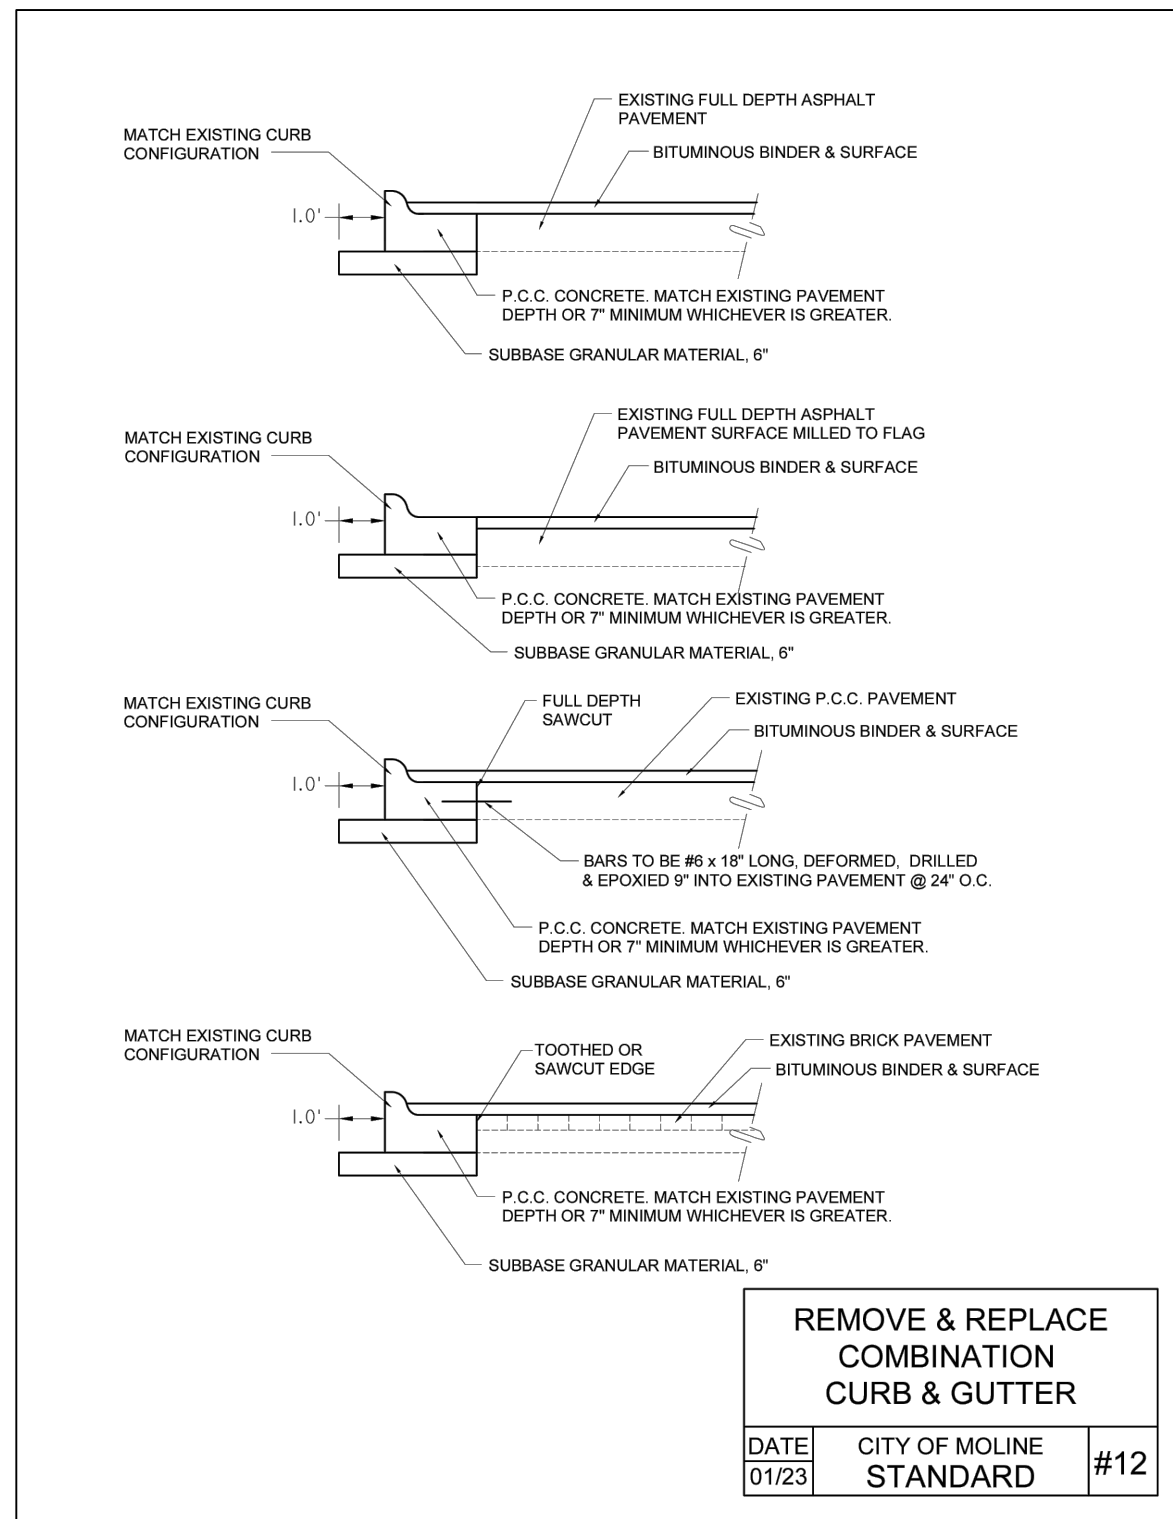 EXISTING FULL DEPTH ASPHALT
PAVEMENT
MATCH EXISTING CURB
CONFIGURATION
BITUMINOUS BINDER & SURFACE
1.0'
P.C.C. CONCRETE. MATCH EXISTING PAVEMENT
DEPTH OR 7" MINIMUM WHICHEVER IS GREATER.
SUBBASE GRANULAR MATERIAL, 6"
EXISTING FULL DEPTH ASPHALT
PAVEMENT SURFACE MILLED TO FLAG
MATCH EXISTING CURB
CONFIGURATION
BITUMINOUS BINDER & SURFACE
1.0'
P.C.C. CONCRETE. MATCH EXISTING PAVEMENT
DEPTH OR 7" MINIMUM WHICHEVER IS GREATER.
SUBBASE GRANULAR MATERIAL, 6"
MATCH EXISTING CURB
CONFIGURATION
FULL DEPTH
SAWCUT
EXISTING P.C.C. PAVEMENT
BITUMINOUS BINDER & SURFACE
1.0'
BARS TO BE #6 x 18" LONG, DEFORMED, DRILLED
& EPOXIED 9" INTO EXISTING PAVEMENT @ 24" O.C.
P.C.C. CONCRETE. MATCH EXISTING PAVEMENT
DEPTH OR 7" MINIMUM WHICHEVER IS GREATER.
SUBBASE GRANULAR MATERIAL, 6"
MATCH EXISTING CURB
CONFIGURATION
TOOTHED OR
SAWCUT EDGE
EXISTING BRICK PAVEMENT
BITUMINOUS BINDER & SURFACE
1.0'
P.C.C. CONCRETE. MATCH EXISTING PAVEMENT
DEPTH OR 7" MINIMUM WHICHEVER IS GREATER.
SUBBASE GRANULAR MATERIAL, 6"
REMOVE & REPLACE
COMBINATION
CURB & GUTTER
DATE
01/23
CITY OF MOLINE
STANDARD
#12